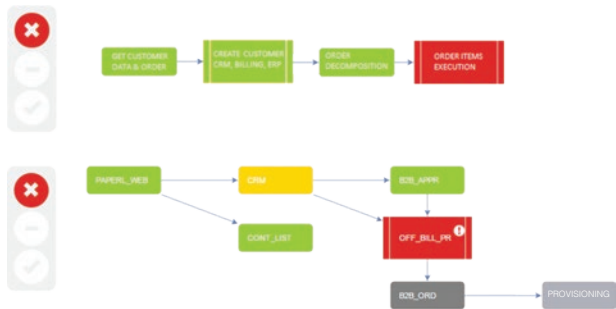 GET CUSTOMER
DATA & ORDER
CREATE CUSTOMER
CRM, BILLING, ERP
ORDER
DECOMPOSITION
ORDER ITEMS
EXECUTION
PAPERL_WEB
CRM
B2B_APPR
CONT_LIST
OFF_BILL_PR
B2B_ORD
PROVISIONING